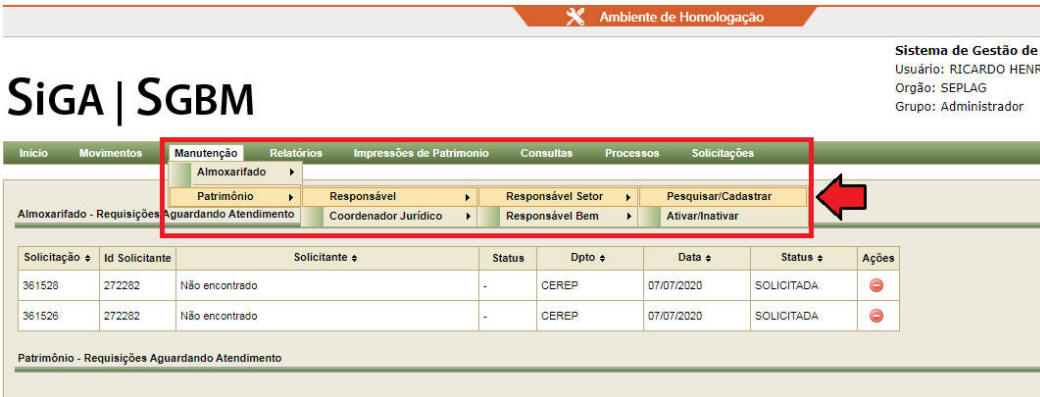 Ambiente de Homologação
Sistema de Gestão de
Usuário: RICARDO HENR
Orgão: SEPLAG
Grupo: Administrador
SiGA | SGBM
Inicio Movimentos Manutenção Relatórios Impressões de Patrimonio Consultas Processos Solicitações
Almoxarifado
Patrimônio Responsável Responsável Setor Pesquisar/Cadastrar
Almoxarifado - Requisições Aguardando Atendimento Coordenador Jurídico Responsável Bem Ativar/Inativar
Solicitação Id Solicitante Solicitante Status Dpto Data Status Ações
361528 272282 Não encontrado - CEREP 07/07/2020 SOLICITADA
361526 272282 Não encontrado - CEREP 07/07/2020 SOLICITADA
Patrimônio - Requisições Aguardando Atendimento